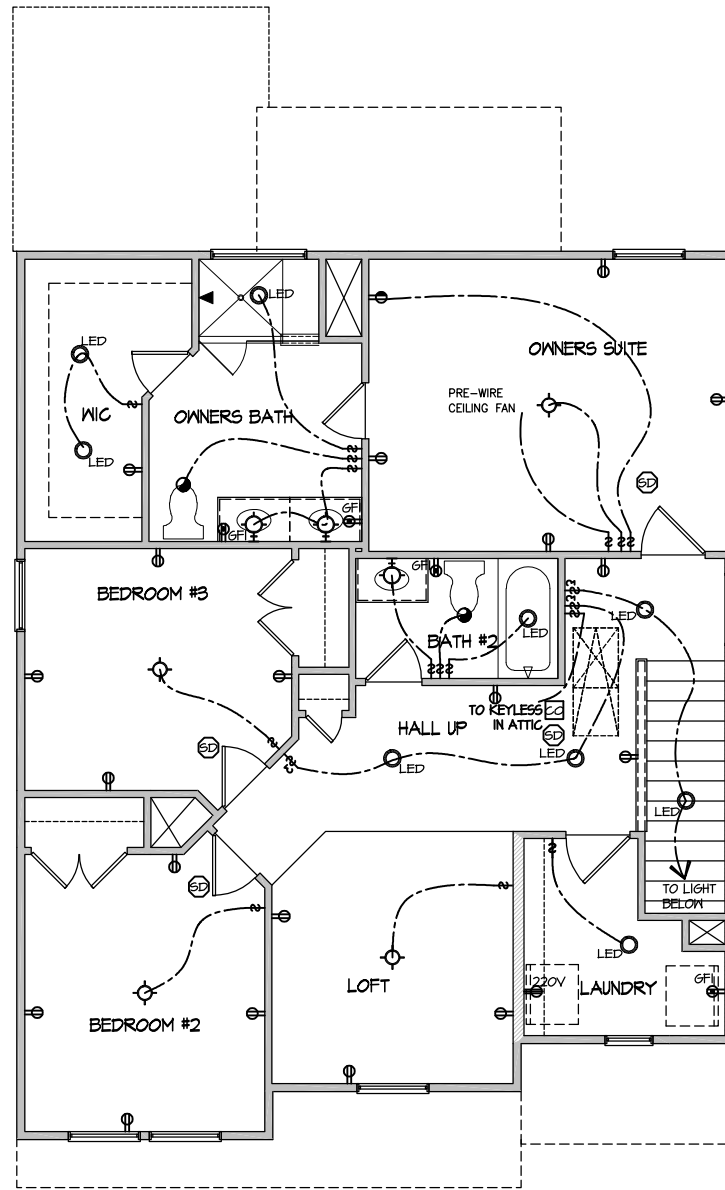 LED
OWNERS SUITE
LED
PRE-WIRE
CEILING FAN
WIC
OWNERS BATH
LED
SD
GFI
GFI
GFI
BEDROOM #3
LED
BATH #2
LED
TO KEYLESS
IN ATTIC
CO
HALL UP
SD
SD
LED
LED
LED
SD
TO LIGHT
BELOW
LED
LOFT
220V
LAUNDRY
GFI
BEDROOM #2